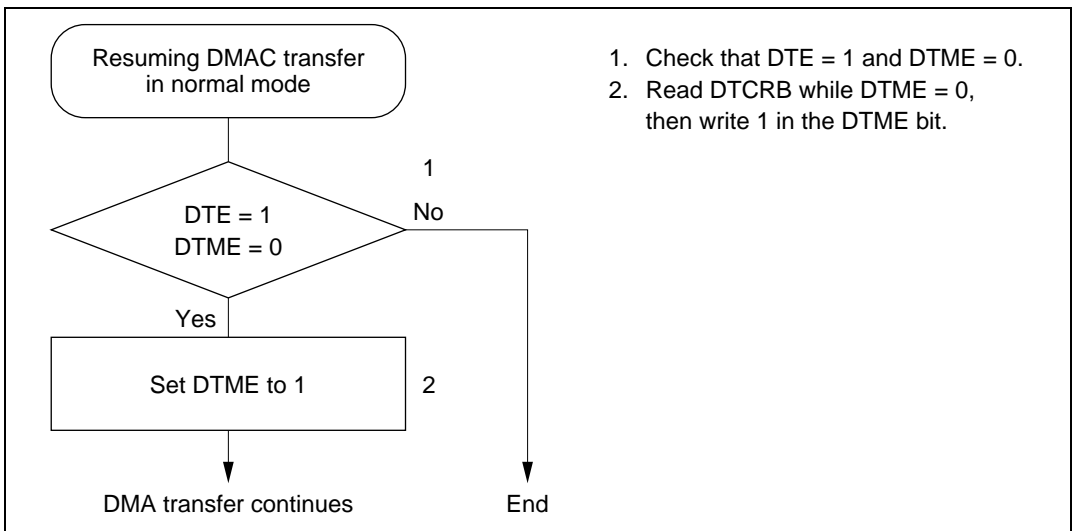 Resuming DMAC transfer
in normal mode
1. Check that DTE = 1 and DTME = 0.
2. Read DTCRB while DTME = 0,
then write 1 in the DTME bit.
1
DTE = 1
DTME = 0
No
Yes
Set DTME to 1
2
DMA transfer continues
End